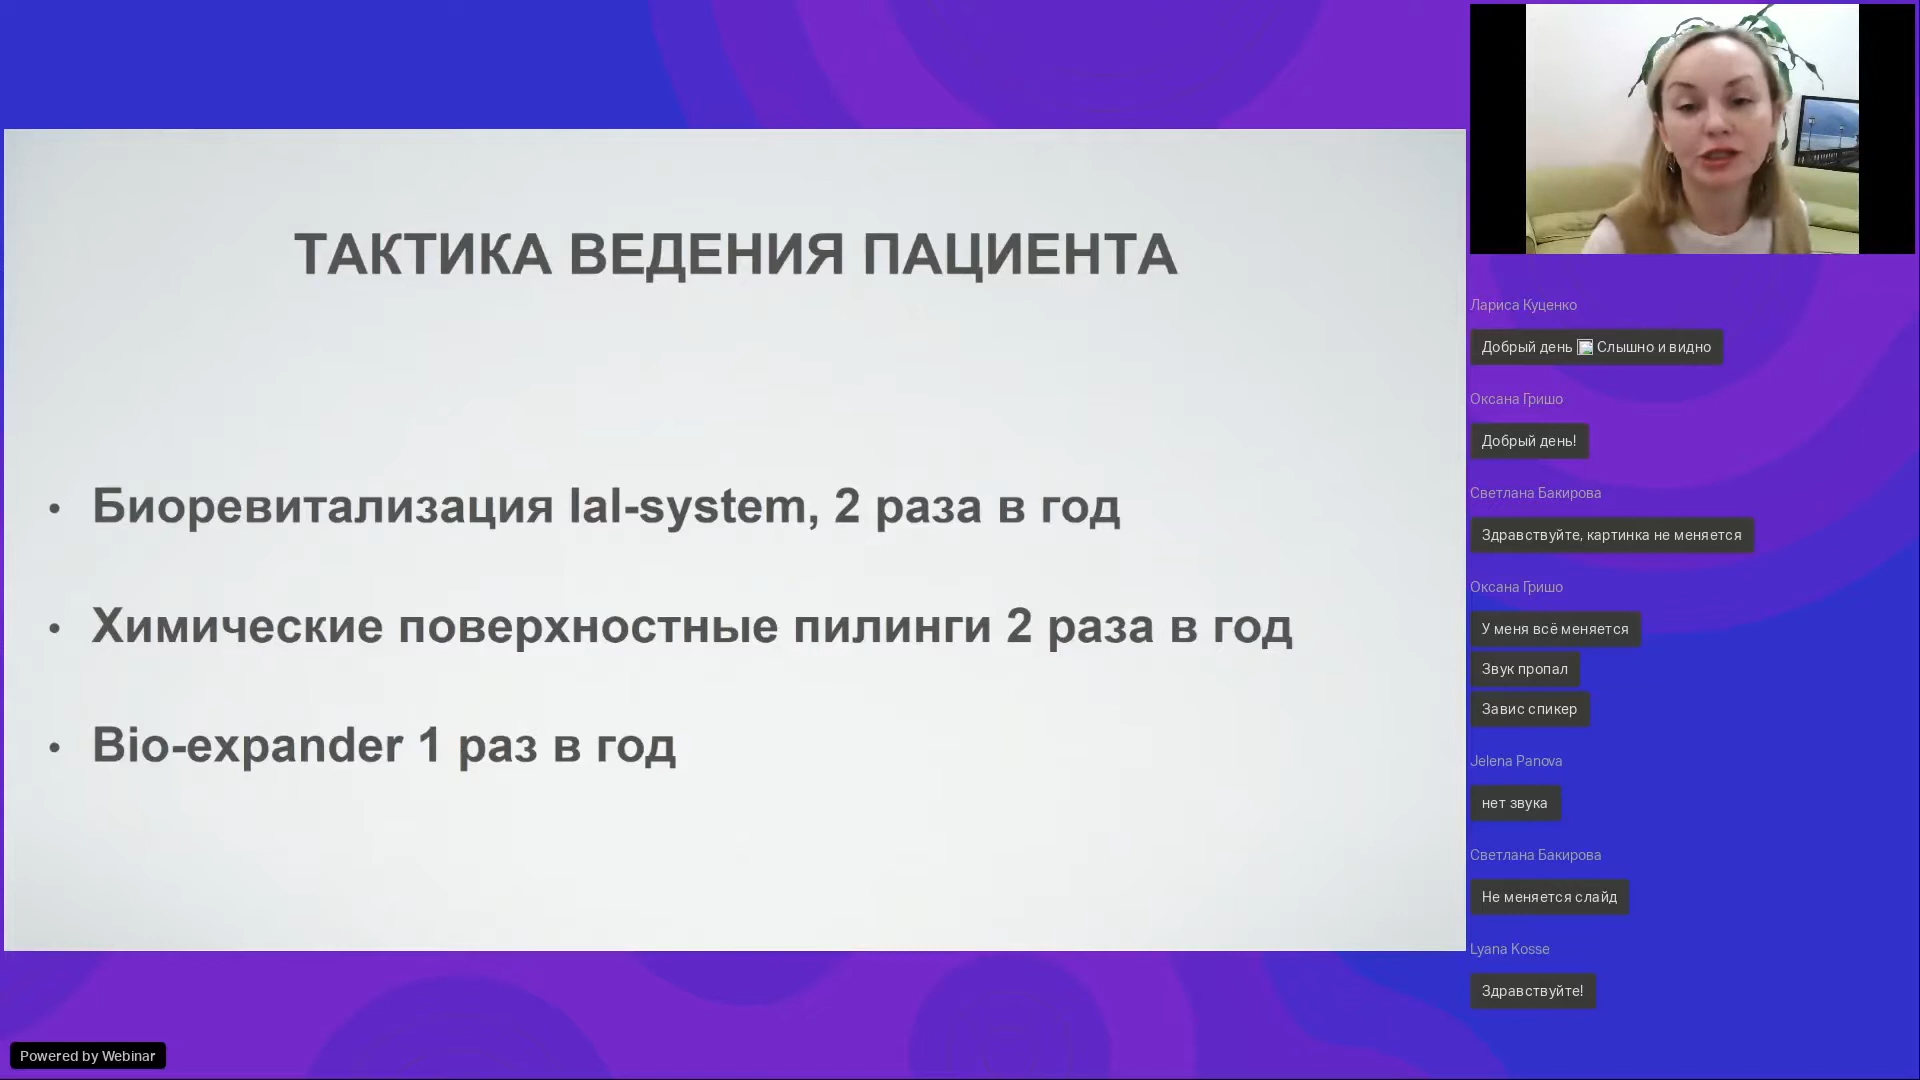 ТАКТИКА ВЕДЕНИЯ ПАЦИЕНТА
• Биоревитализация Ial-system, 2 раза в год
• Химические поверхностные пилинги 2 раза в год
• Bio-expander 1 раз в год
Лариса Куценко
Добрый день Слышно и видно
Оксана Гришо
Добрый день!
Светлана Бакирова
Здравствуйте, картинка не меняется
Оксана Гришо
У меня всё меняется
Звук пропал
Завис спикер
Jelena Panova
нет звука
Светлана Бакирова
Не меняется слайд
Lyana Kosse
Здравствуйте!
Powered by Webinar